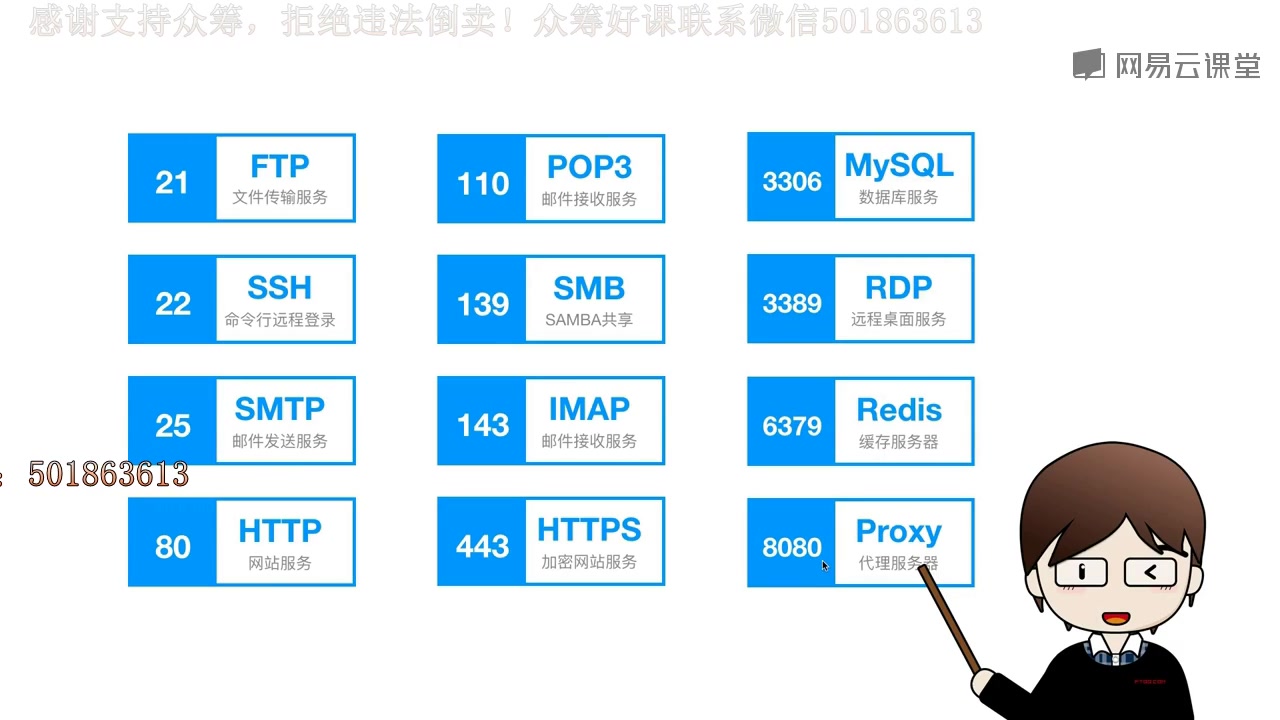 感谢支持众筹，拒绝违法倒卖！众筹好课联系微信501863613
网易云课堂
21
FTP
文件传输服务
110
POP3
邮件接收服务
3306
MySQL
数据库服务
22
SSH
命令行远程登录
139
SMB
SAMBA共享
3389
RDP
远程桌面服务
25
SMTP
邮件发送服务
143
IMAP
邮件接收服务
6379
Redis
缓存服务器
：501863613
80
HTTP
网站服务
443
HTTPS
加密网站服务
8080
Proxy
代理服务器